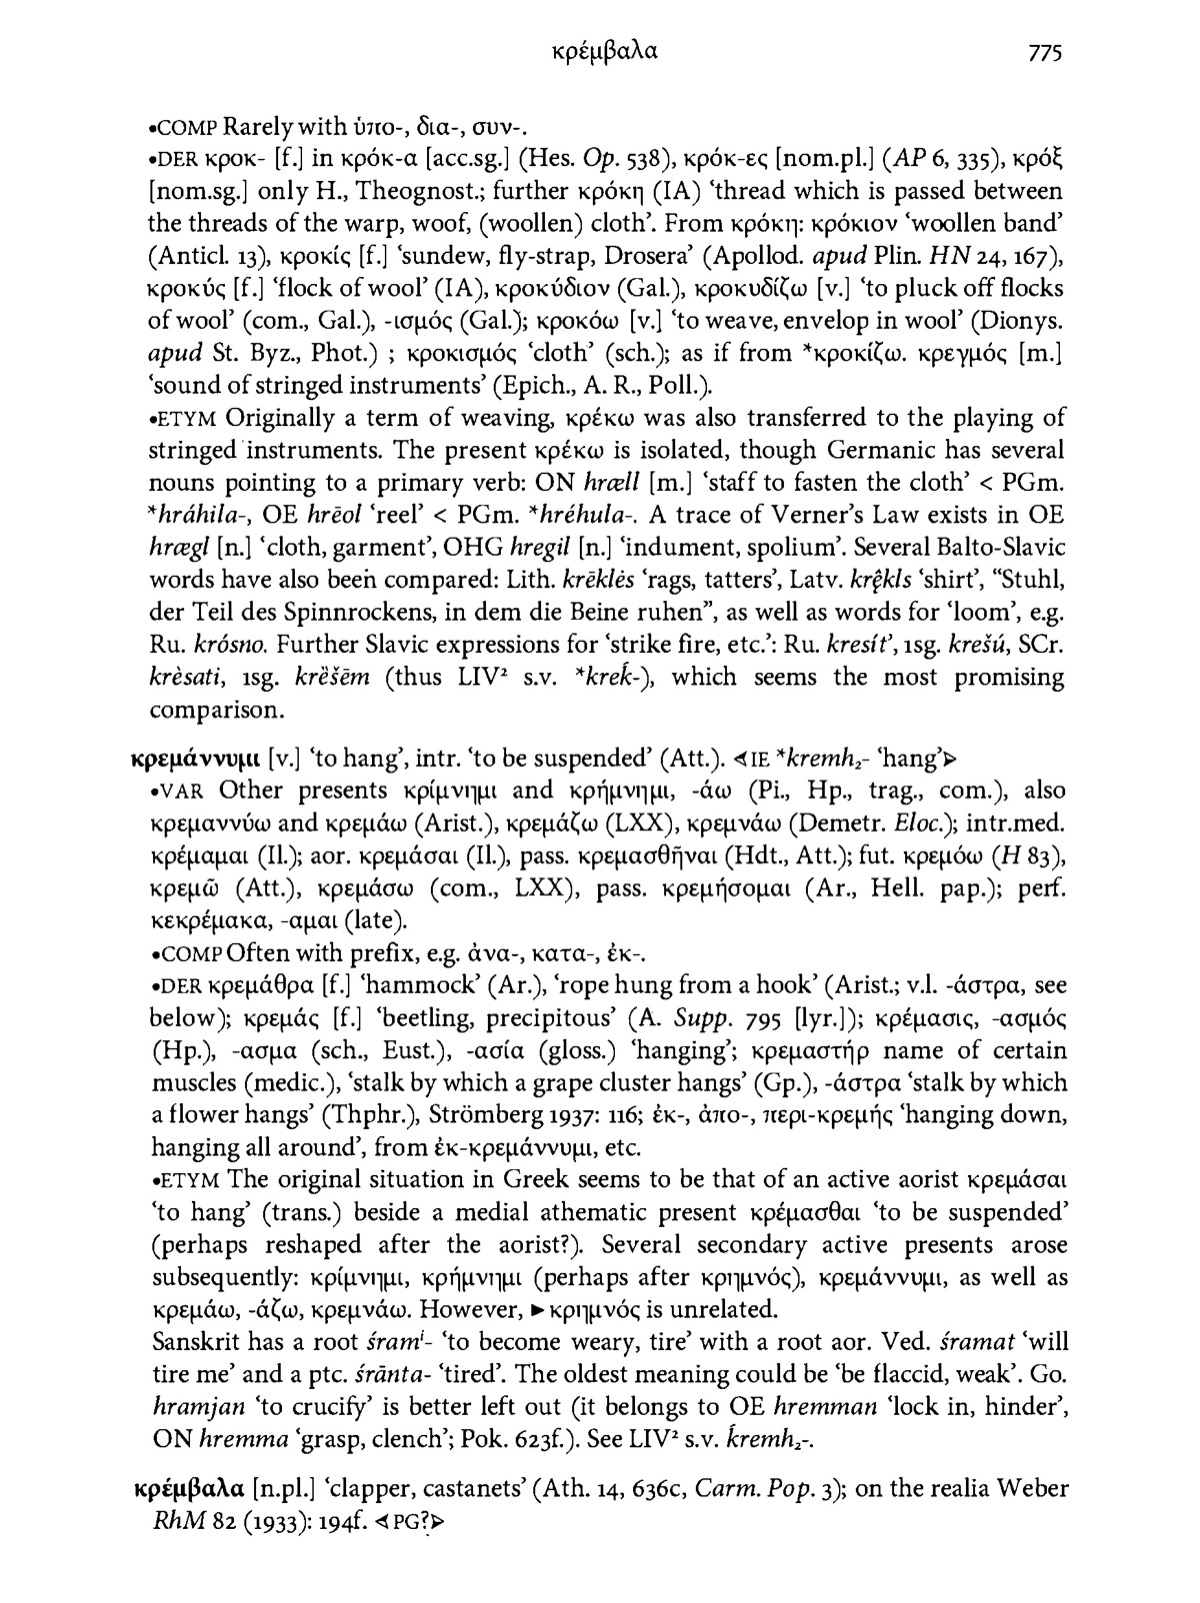 κρέμβαλα 775
•COMP Rarely with ὑπο-, δια-, συν-.
•DER κροκ- [f.] in κρόκ-α [acc.sg.] (Hes. Op. 538), κρόκ-ες [nom.pl.] (AP 6, 335), κρόξ
[nom.sg.] only H., Theognost.; further κρόκη (IA) ‘thread which is passed between
the threads of the warp, woof, (woollen) cloth’. From κρόκη: κρόκιον ‘woollen band’
(Anticl. 13), κροκίς [f.] ‘sundew, fly-strap, Drosera’ (Apollod. apud Plin. HN 24, 167),
κροκύς [f.] ‘flock of wool’ (IA), κροκύδιον (Gal.), κροκυδίζω [v.] ‘to pluck off flocks
of wool’ (com., Gal.), -ισμός (Gal.); κροκόω [v.] ‘to weave, envelop in wool’ (Dionys.
apud St. Byz., Phot.) ; κροκισμός ‘cloth’ (sch.); as if from *κροκίζω. κρεγμός [m.]
‘sound of stringed instruments’ (Epich., A. R., Poll.).
•ETYM Originally a term of weaving, κρέκω was also transferred to the playing of
stringed instruments. The present κρέκω is isolated, though Germanic has several
nouns pointing to a primary verb: ON hræll [m.] ‘staff to fasten the cloth’ < PGm.
*hráhila-, OE hrēol ‘reel’ < PGm. *hréhula-. A trace of Verner’s Law exists in OE
hrægl [n.] ‘cloth, garment’, OHG hregil [n.] ‘indument, spolium’. Several Balto-Slavic
words have also been compared: Lith. krẽklės ‘rags, tatters’, Latv. krę̂kls ‘shirt’, “Stuhl,
der Teil des Spinnrockens, in dem die Beine ruhen”, as well as words for ‘loom’, e.g.
Ru. krósno. Further Slavic expressions for ‘strike fire, etc.’: Ru. kresít’, 1sg. krešú, SCr.
krèsati, 1sg. krȅšēm (thus LIV² s.v. *kreḱ-), which seems the most promising
comparison.
κρεμάννυμι [v.] ‘to hang’, intr. ‘to be suspended’ (Att.). ⋖IE *kremh₂- ‘hang’⋗
•VAR Other presents κρίμνημι and κρήμνημι, -άω (Pi., Hp., trag., com.), also
κρεμαννύω and κρεμάω (Arist.), κρεμάζω (LXX), κρεμνάω (Demetr. Eloc.); intr.med.
κρέμαμαι (Il.); aor. κρεμάσαι (Il.), pass. κρεμασθῆναι (Hdt., Att.); fut. κρεμόω (H 83),
κρεμῶ (Att.), κρεμάσω (com., LXX), pass. κρεμήσομαι (Ar., Hell. pap.); perf.
κεκρέμακα, -αμαι (late).
•COMP Often with prefix, e.g. ἀνα-, κατα-, ἐκ-.
•DER κρεμάθρα [f.] ‘hammock’ (Ar.), ‘rope hung from a hook’ (Arist.; v.l. -άστρα, see
below); κρεμάς [f.] ‘beetling, precipitous’ (A. Supp. 795 [lyr.]); κρέμασις, -ασμός
(Hp.), -ασμα (sch., Eust.), -ασία (gloss.) ‘hanging’; κρεμαστήρ name of certain
muscles (medic.), ‘stalk by which a grape cluster hangs’ (Gp.), -άστρα ‘stalk by which
a flower hangs’ (Thphr.), Strömberg 1937: 116; ἐκ-, ἀπο-, περι-κρεμής ‘hanging down,
hanging all around’, from ἐκ-κρεμάννυμι, etc.
•ETYM The original situation in Greek seems to be that of an active aorist κρεμάσαι
‘to hang’ (trans.) beside a medial athematic present κρέμασθαι ‘to be suspended’
(perhaps reshaped after the aorist?). Several secondary active presents arose
subsequently: κρίμνημι, κρήμνημι (perhaps after κρημνός), κρεμάννυμι, as well as
κρεμάω, -άζω, κρεμνάω. However, ►κρημνός is unrelated.
Sanskrit has a root śramⁱ- ‘to become weary, tire’ with a root aor. Ved. śramat ‘will
tire me’ and a ptc. śrānta- ‘tired’. The oldest meaning could be ‘be flaccid, weak’. Go.
hramjan ‘to crucify’ is better left out (it belongs to OE hremman ‘lock in, hinder’,
ON hremma ‘grasp, clench’; Pok. 623f.). See LIV² s.v. ḱremh₂-.
κρέμβαλα [n.pl.] ‘clapper, castanets’ (Ath. 14, 636c, Carm. Pop. 3); on the realia Weber
RhM 82 (1933): 194f. ⋖PG?⋗